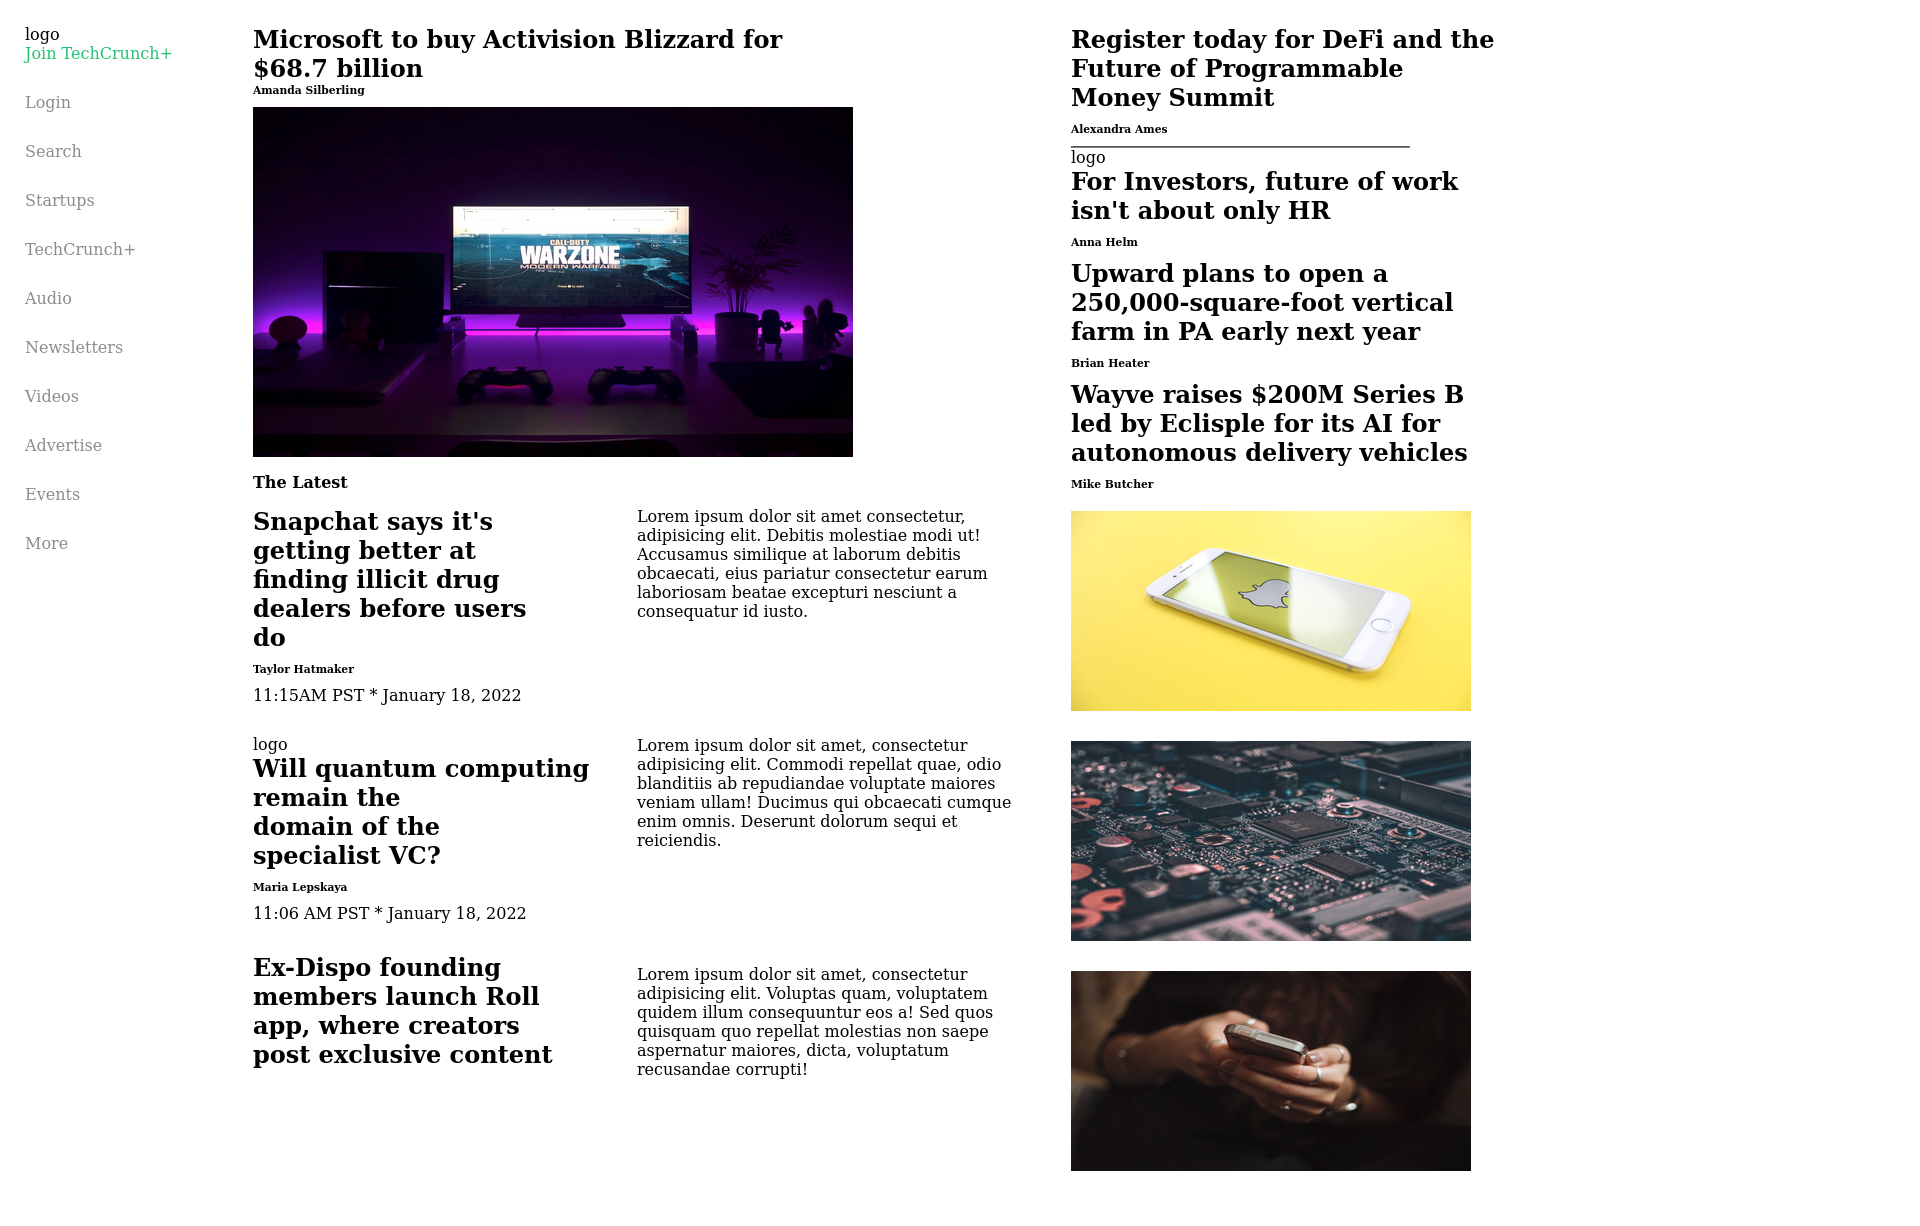 logo
Join TechCrunch+
Login
Search
Startups
TechCrunch+
Audio
Newsletters
Videos
Advertise
Events
More
Microsoft to buy Activision Blizzard for
$68.7 billion
Amanda Silberling
CALL·DUTY
WARZONE
MODERN WARFARE
The Latest
Snapchat says it's
getting better at
finding illicit drug
dealers before users
do
Taylor Hatmaker
11:15AM PST * January 18, 2022
Lorem ipsum dolor sit amet consectetur,
adipisicing elit. Debitis molestiae modi ut!
Accusamus similique at laborum debitis
obcaecati, eius pariatur consectetur earum
laboriosam beatae excepturi nesciunt a
consequatur id iusto.
logo
Will quantum computing
remain the
domain of the
specialist VC?
Maria Lepskaya
11:06 AM PST * January 18, 2022
Lorem ipsum dolor sit amet, consectetur
adipisicing elit. Commodi repellat quae, odio
blanditiis ab repudiandae voluptate maiores
veniam ullam! Ducimus qui obcaecati cumque
enim omnis. Deserunt dolorum sequi et
reiciendis.
Ex-Dispo founding
members launch Roll
app, where creators
post exclusive content
Lorem ipsum dolor sit amet, consectetur
adipisicing elit. Voluptas quam, voluptatem
quidem illum consequuntur eos a! Sed quos
quisquam quo repellat molestias non saepe
aspernatur maiores, dicta, voluptatum
recusandae corrupti!
Register today for DeFi and the
Future of Programmable
Money Summit
Alexandra Ames
logo
For Investors, future of work
isn't about only HR
Anna Helm
Upward plans to open a
250,000-square-foot vertical
farm in PA early next year
Brian Heater
Wayve raises $200M Series B
led by Eclisple for its AI for
autonomous delivery vehicles
Mike Butcher